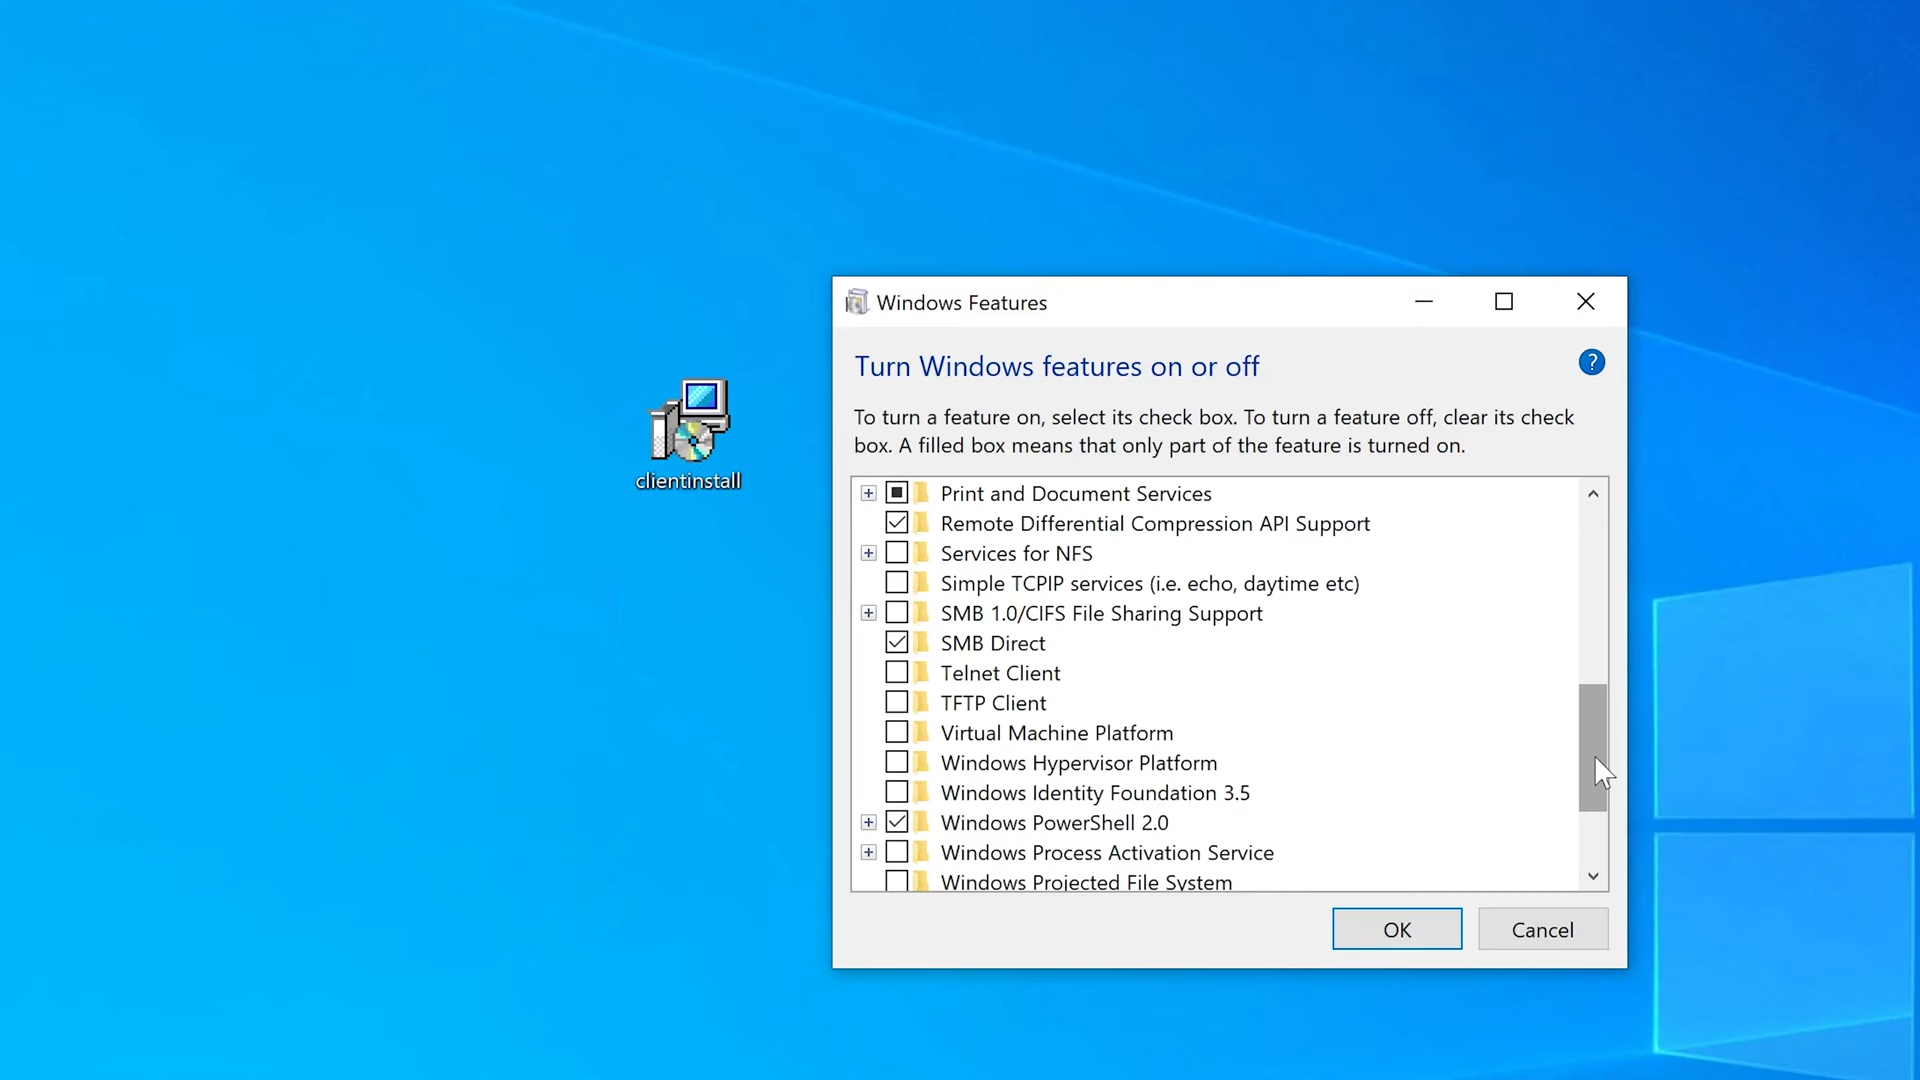 clientinstall
Windows Features
Turn Windows features on or off
?
To turn a feature on, select its check box. To turn a feature off, clear its check
box. A filled box means that only part of the feature is turned on.
Print and Document Services
Remote Differential Compression API Support
Services for NFS
Simple TCPIP services (i.e. echo, daytime etc)
SMB 1.0/CIFS File Sharing Support
SMB Direct
Telnet Client
TFTP Client
Virtual Machine Platform
Windows Hypervisor Platform
Windows Identity Foundation 3.5
Windows PowerShell 2.0
Windows Process Activation Service
Windows Projected File System
OK
Cancel